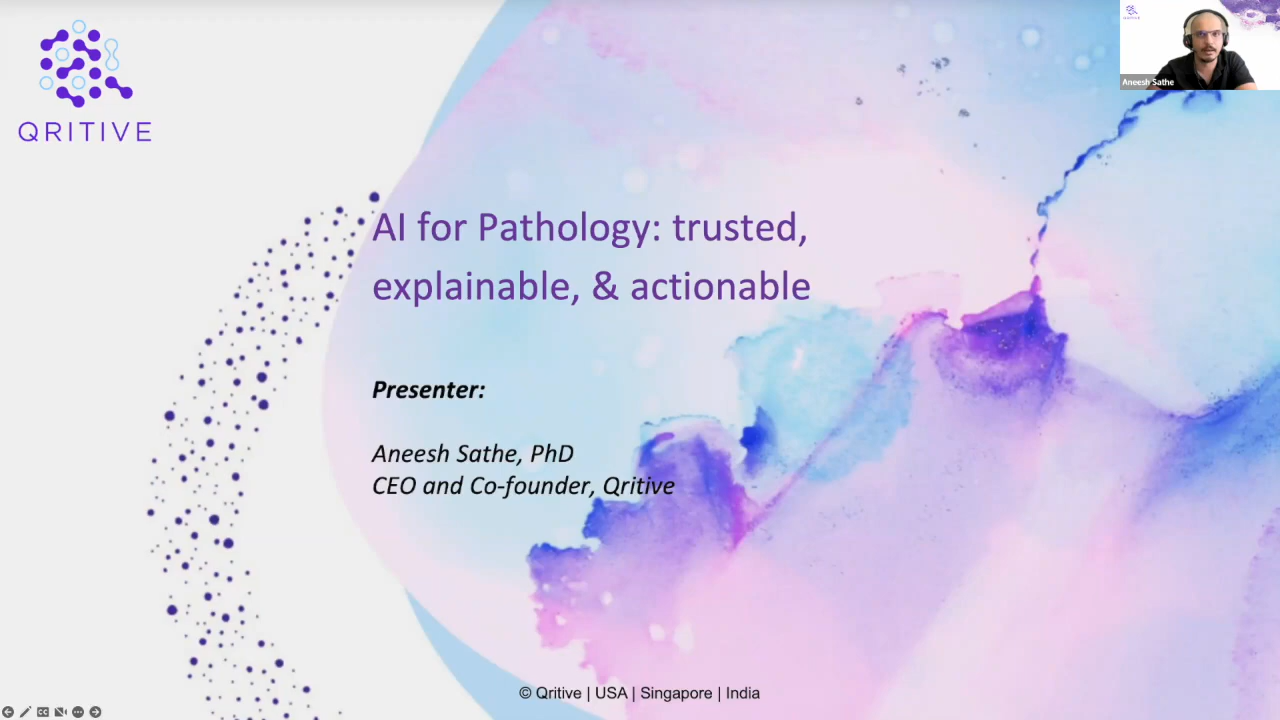 QRITIVE
Aneesh Sathe
AI for Pathology: trusted,
explainable, & actionable
Presenter:
Aneesh Sathe, PhD
CEO and Co-founder, Qritive
© Qritive | USA | Singapore | India